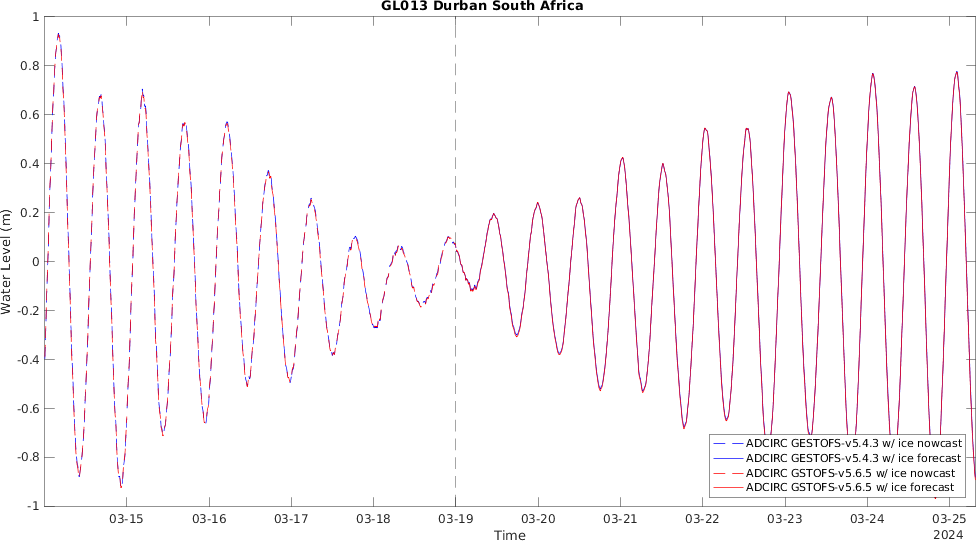 GL013 Durban South Africa
1
0.8
0.6
0.4
0.2
0
-0.2
-0.4
-0.6
-0.8
-1
Water Level (m)
ADCIRC GESTOFS-v5.4.3 w/ ice nowcast
ADCIRC GESTOFS-v5.4.3 w/ ice forecast
ADCIRC GSTOFS-v5.6.5 w/ ice nowcast
ADCIRC GSTOFS-v5.6.5 w/ ice forecast
03-15 03-16 03-17 03-18 03-19 03-20 03-21 03-22 03-23 03-24 03-25
Time 2024